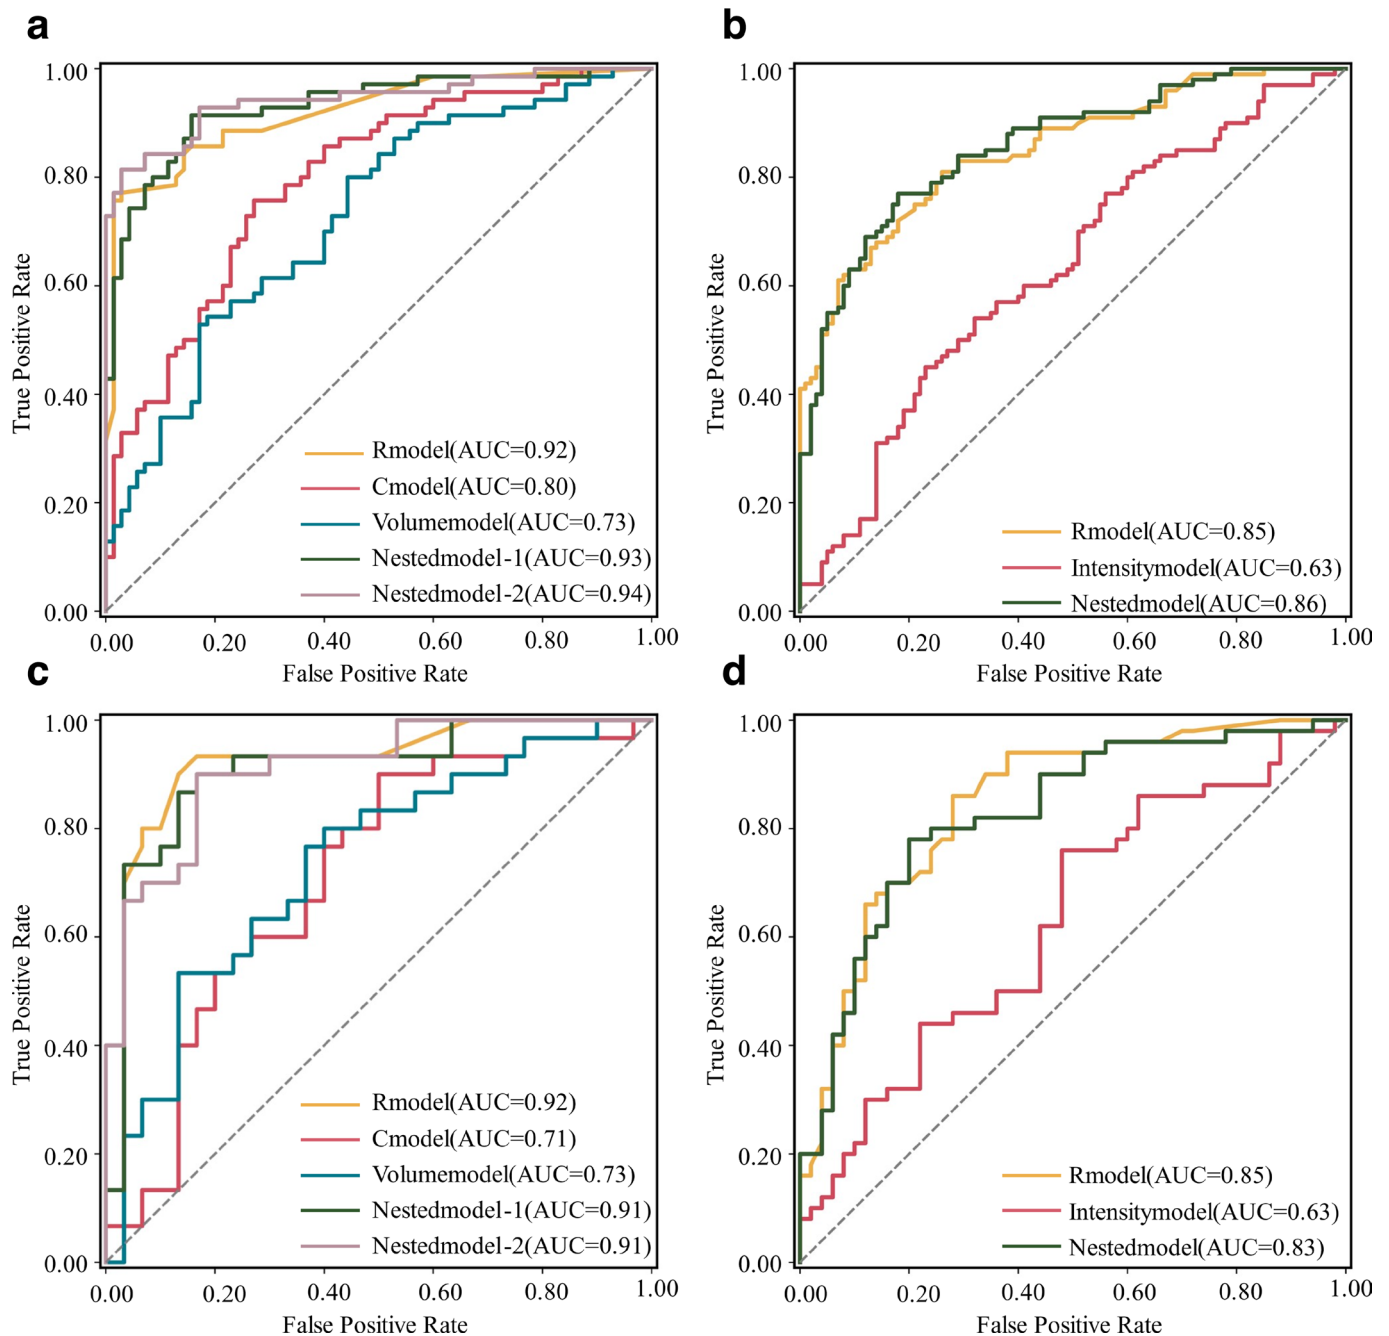 a
True Positive Rate
1.00
0.80
0.60
0.40
0.20
0.00
Rmodel(AUC=0.92)
Cmodel(AUC=0.80)
Volumemodel(AUC=0.73)
Nestedmodel-1(AUC=0.93)
Nestedmodel-2(AUC=0.94)
0.00 0.20 0.40 0.60 0.80 1.00
False Positive Rate
b
True Positive Rate
1.00
0.80
0.60
0.40
0.20
0.00
Rmodel(AUC=0.85)
Intensitymodel(AUC=0.63)
Nestedmodel(AUC=0.86)
0.00 0.20 0.40 0.60 0.80 1.00
False Positive Rate
c
True Positive Rate
1.00
0.80
0.60
0.40
0.20
0.00
Rmodel(AUC=0.92)
Cmodel(AUC=0.71)
Volumemodel(AUC=0.73)
Nestedmodel-1(AUC=0.91)
Nestedmodel-2(AUC=0.91)
0.00 0.20 0.40 0.60 0.80 1.00
False Positive Rate
d
True Positive Rate
1.00
0.80
0.60
0.40
0.20
0.00
Rmodel(AUC=0.85)
Intensitymodel(AUC=0.63)
Nestedmodel(AUC=0.83)
0.00 0.20 0.40 0.60 0.80 1.00
False Positive Rate